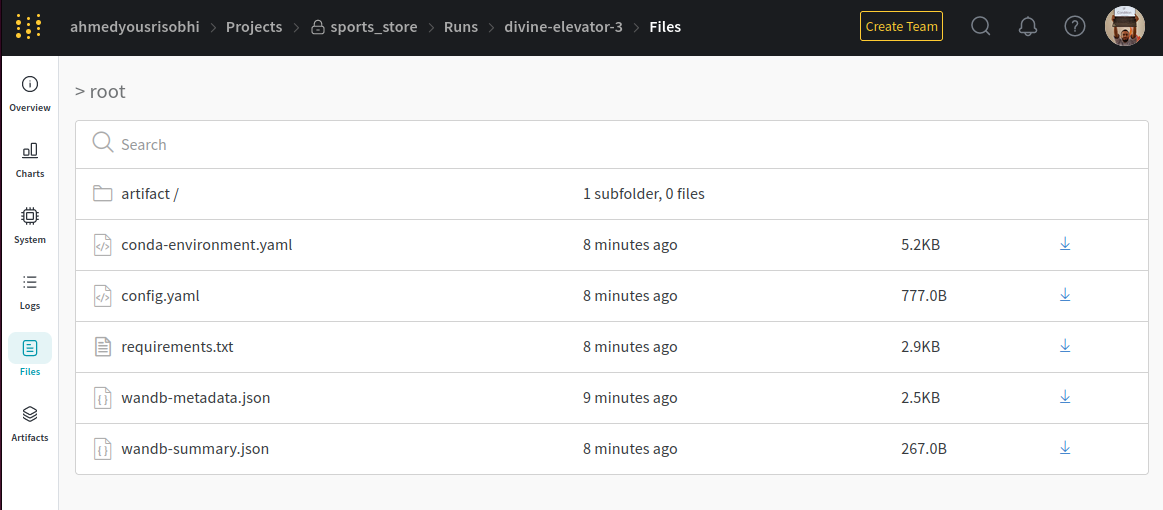 ahmedyousrisobhi > Projects > sports_store > Runs > divine-elevator-3 > Files
Create Team
Overview
Charts
System
Logs
Files
Artifacts
> root
Search
artifact / 1 subfolder, 0 files
conda-environment.yaml 8 minutes ago 5.2KB
config.yaml 8 minutes ago 777.0B
requirements.txt 8 minutes ago 2.9KB
wandb-metadata.json 9 minutes ago 2.5KB
wandb-summary.json 8 minutes ago 267.0B